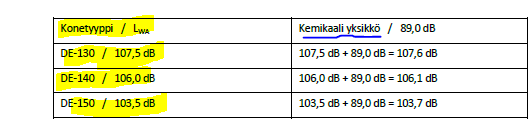 Konetyyppi / LWA Kemikaali yksikkö / 89,0 dB
DE-130 / 107,5 dB 107,5 dB + 89,0 dB = 107,6 dB
DE-140 / 106,0 dB 106,0 dB + 89,0 dB = 106,1 dB
DE-150 / 103,5 dB 103,5 dB + 89,0 dB = 103,7 dB